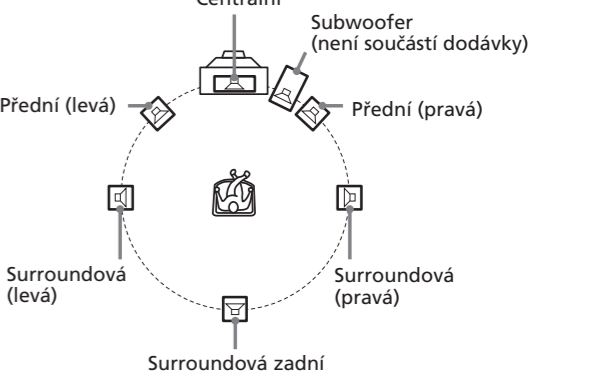 Centrální
Subwoofer
(není součástí dodávky)
Přední (levá)
Přední (pravá)
Surroundová
(levá)
Surroundová
(pravá)
Surroundová zadní